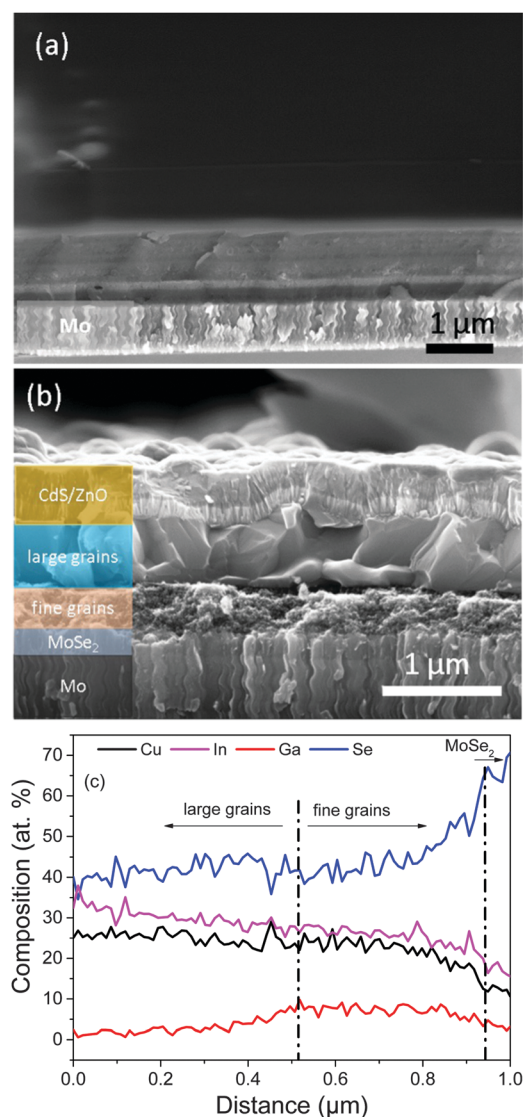 (a)
Mo
1 µm
(b)
CdS/ZnO
large grains
fine grains
MoSe₂
Mo
1 µm
Cu In Ga Se
MoSe₂
(c)
large grains fine grains
Composition (at. %)
70
60
50
40
30
20
10
0
0.0 0.2 0.4 0.6 0.8 1.0
Distance (µm)